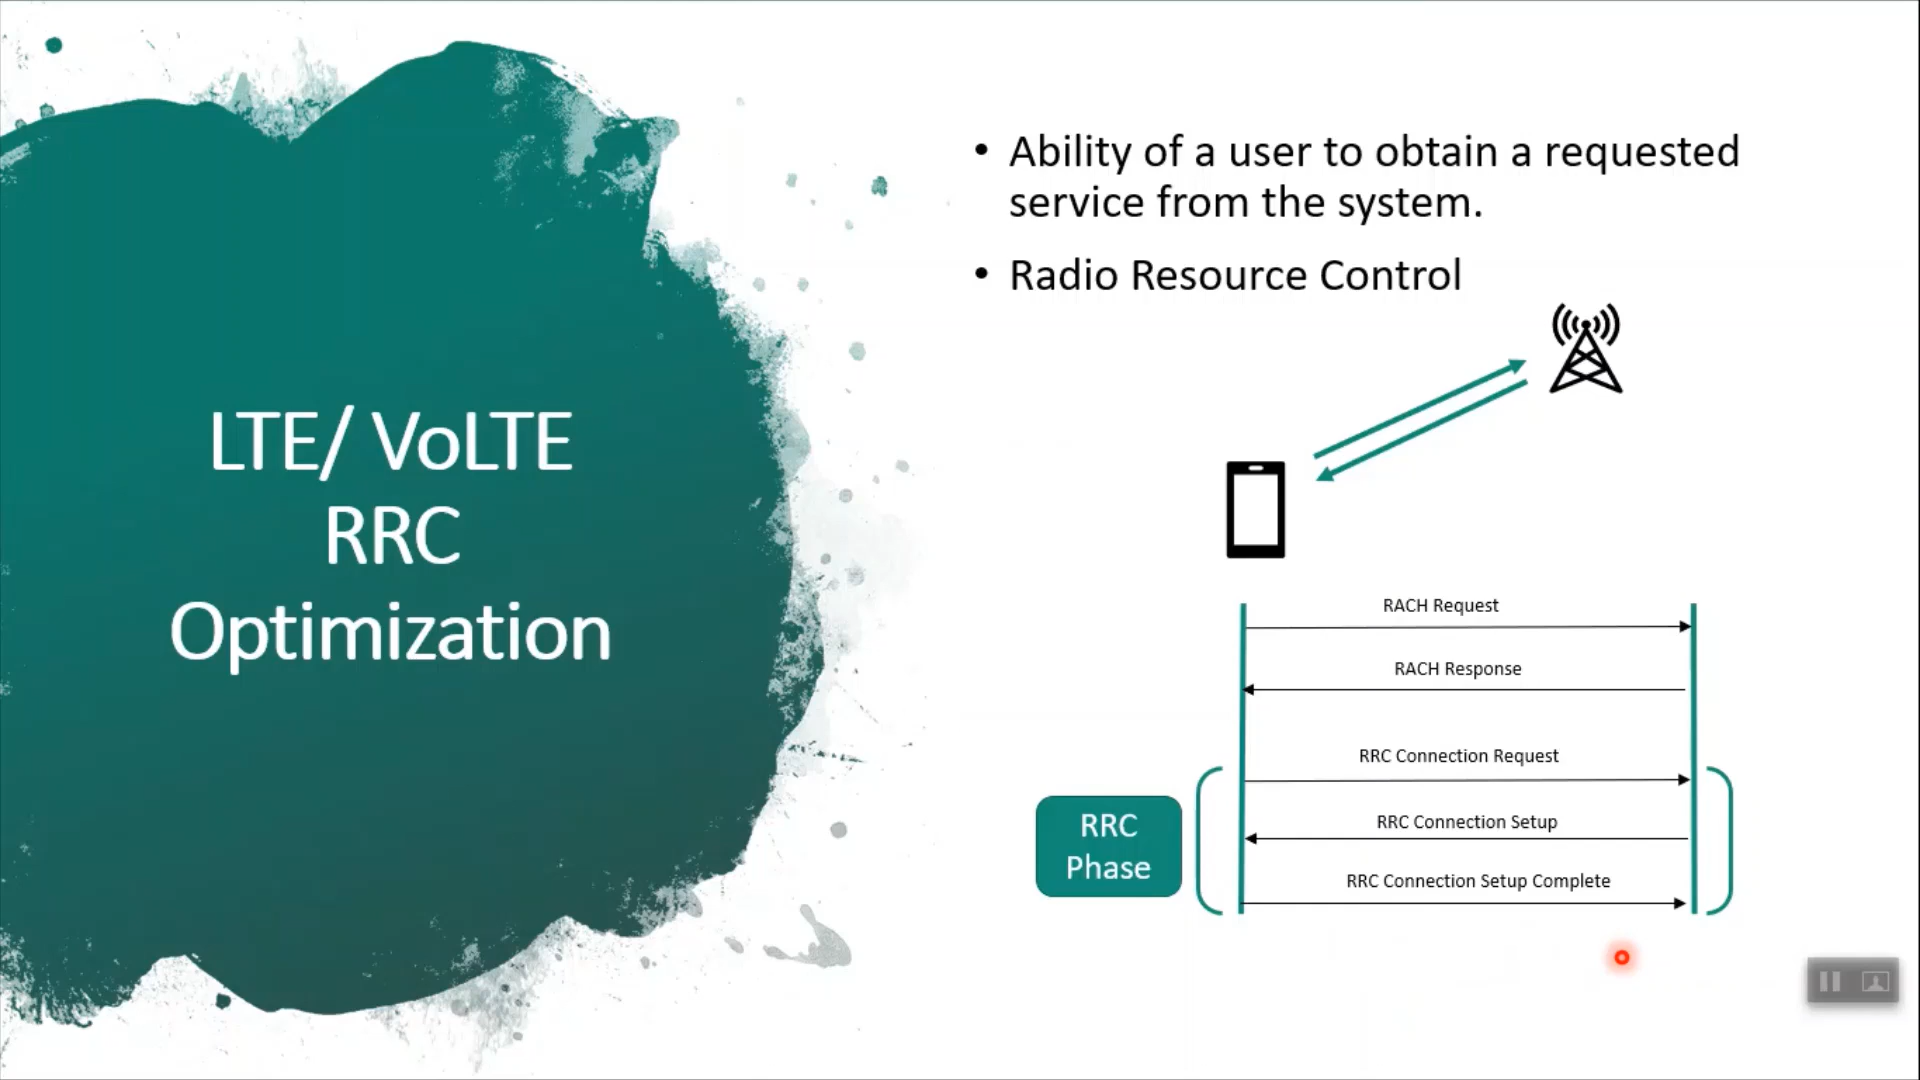 LTE/ VoLTE
RRC
Optimization
• Ability of a user to obtain a requested
service from the system.
• Radio Resource Control
RACH Request
RACH Response
RRC Connection Request
RRC Connection Setup
RRC Connection Setup Complete
RRC
Phase